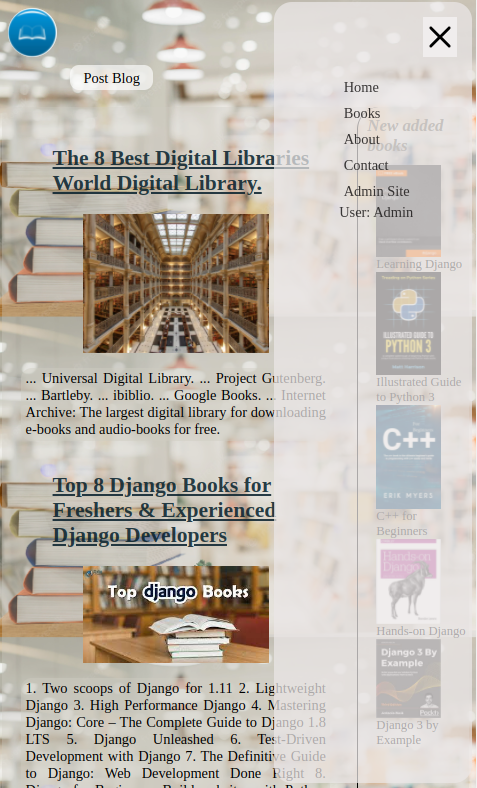 Post Blog
Home
Books
About
Contact
Admin Site
User: Admin
The 8 Best Digital Libraries
World Digital Library.
... Universal Digital Library. ... Project Gutenberg.
... Bartleby. ... ibiblio. ... Google Books. ... Internet
Archive: The largest digital library for downloading
e-books and audio-books for free.
Top 8 Django Books for
Freshers & Experienced
Django Developers
Top django Books
1. Two scoops of Django for 1.11 2. Lightweight
Django 3. High Performance Django 4. Mastering
Django: Core – The Complete Guide to Django 1.8
LTS 5. Django Unleashed 6. Test-Driven
Development with Django 7. The Definitive Guide
to Django: Web Development Done Right 8.
New added
books
Learning Django
ILLUSTRATED GUIDE TO
PYTHON 3
Illustrated Guide
to Python 3
C++
ERIK MYERS
C++ for
Beginners
Hands-on
Django
Hands-on Django
Django 3 By
Example
Packt
Django 3 by
Example